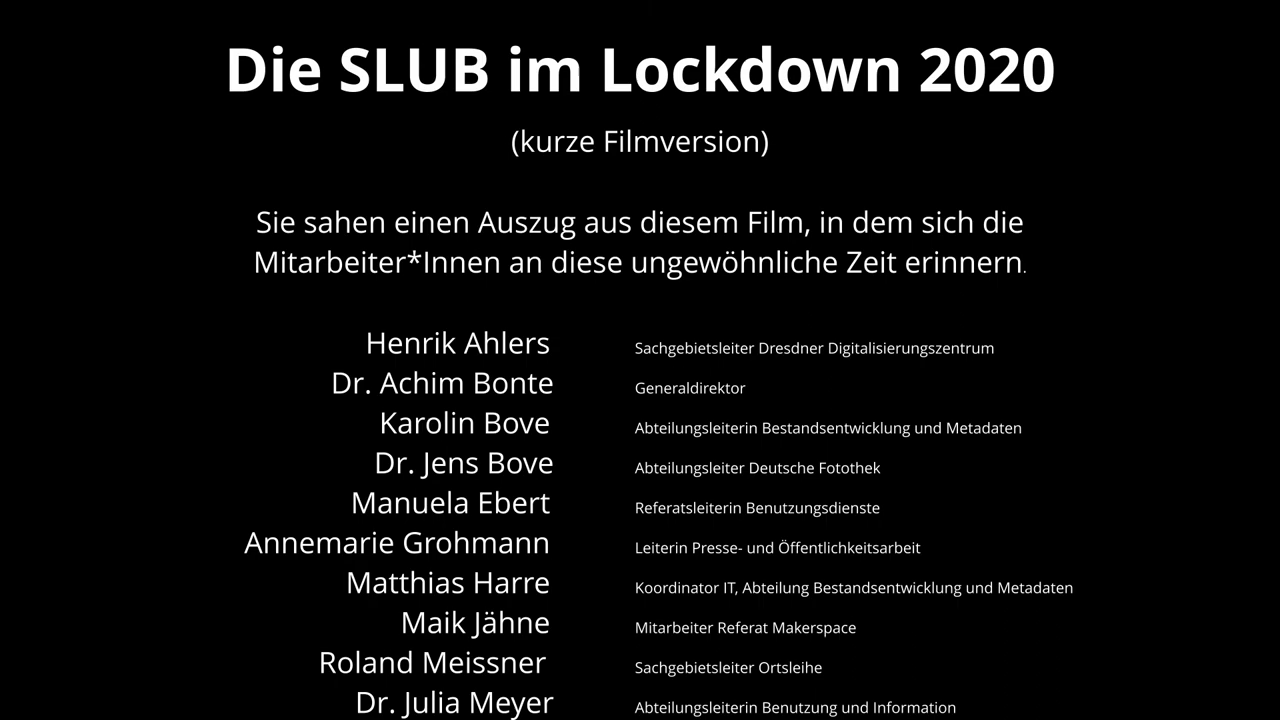 Die SLUB im Lockdown 2020
(kurze Filmversion)
Sie sahen einen Auszug aus diesem Film, in dem sich die
Mitarbeiter*Innen an diese ungewöhnliche Zeit erinnern.
Henrik Ahlers Sachgebietsleiter Dresdner Digitalisierungszentrum
Dr. Achim Bonte Generaldirektor
Karolin Bove Abteilungsleiterin Bestandsentwicklung und Metadaten
Dr. Jens Bove Abteilungsleiter Deutsche Fotothek
Manuela Ebert Referatsleiterin Benutzungsdienste
Annemarie Grohmann Leiterin Presse- und Öffentlichkeitsarbeit
Matthias Harre Koordinator IT, Abteilung Bestandsentwicklung und Metadaten
Maik Jähne Mitarbeiter Referat Makerspace
Roland Meissner Sachgebietsleiter Ortsleihe
Dr. Julia Meyer Abteilungsleiterin Benutzung und Information